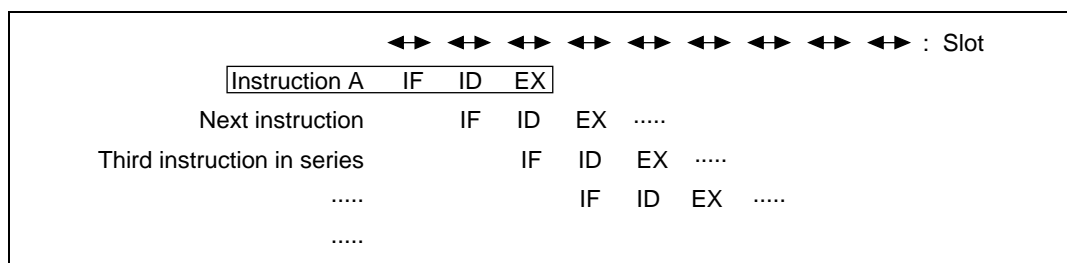 : Slot
Instruction A IF ID EX
Next instruction IF ID EX .....
Third instruction in series IF ID EX .....
..... IF ID EX .....
.....